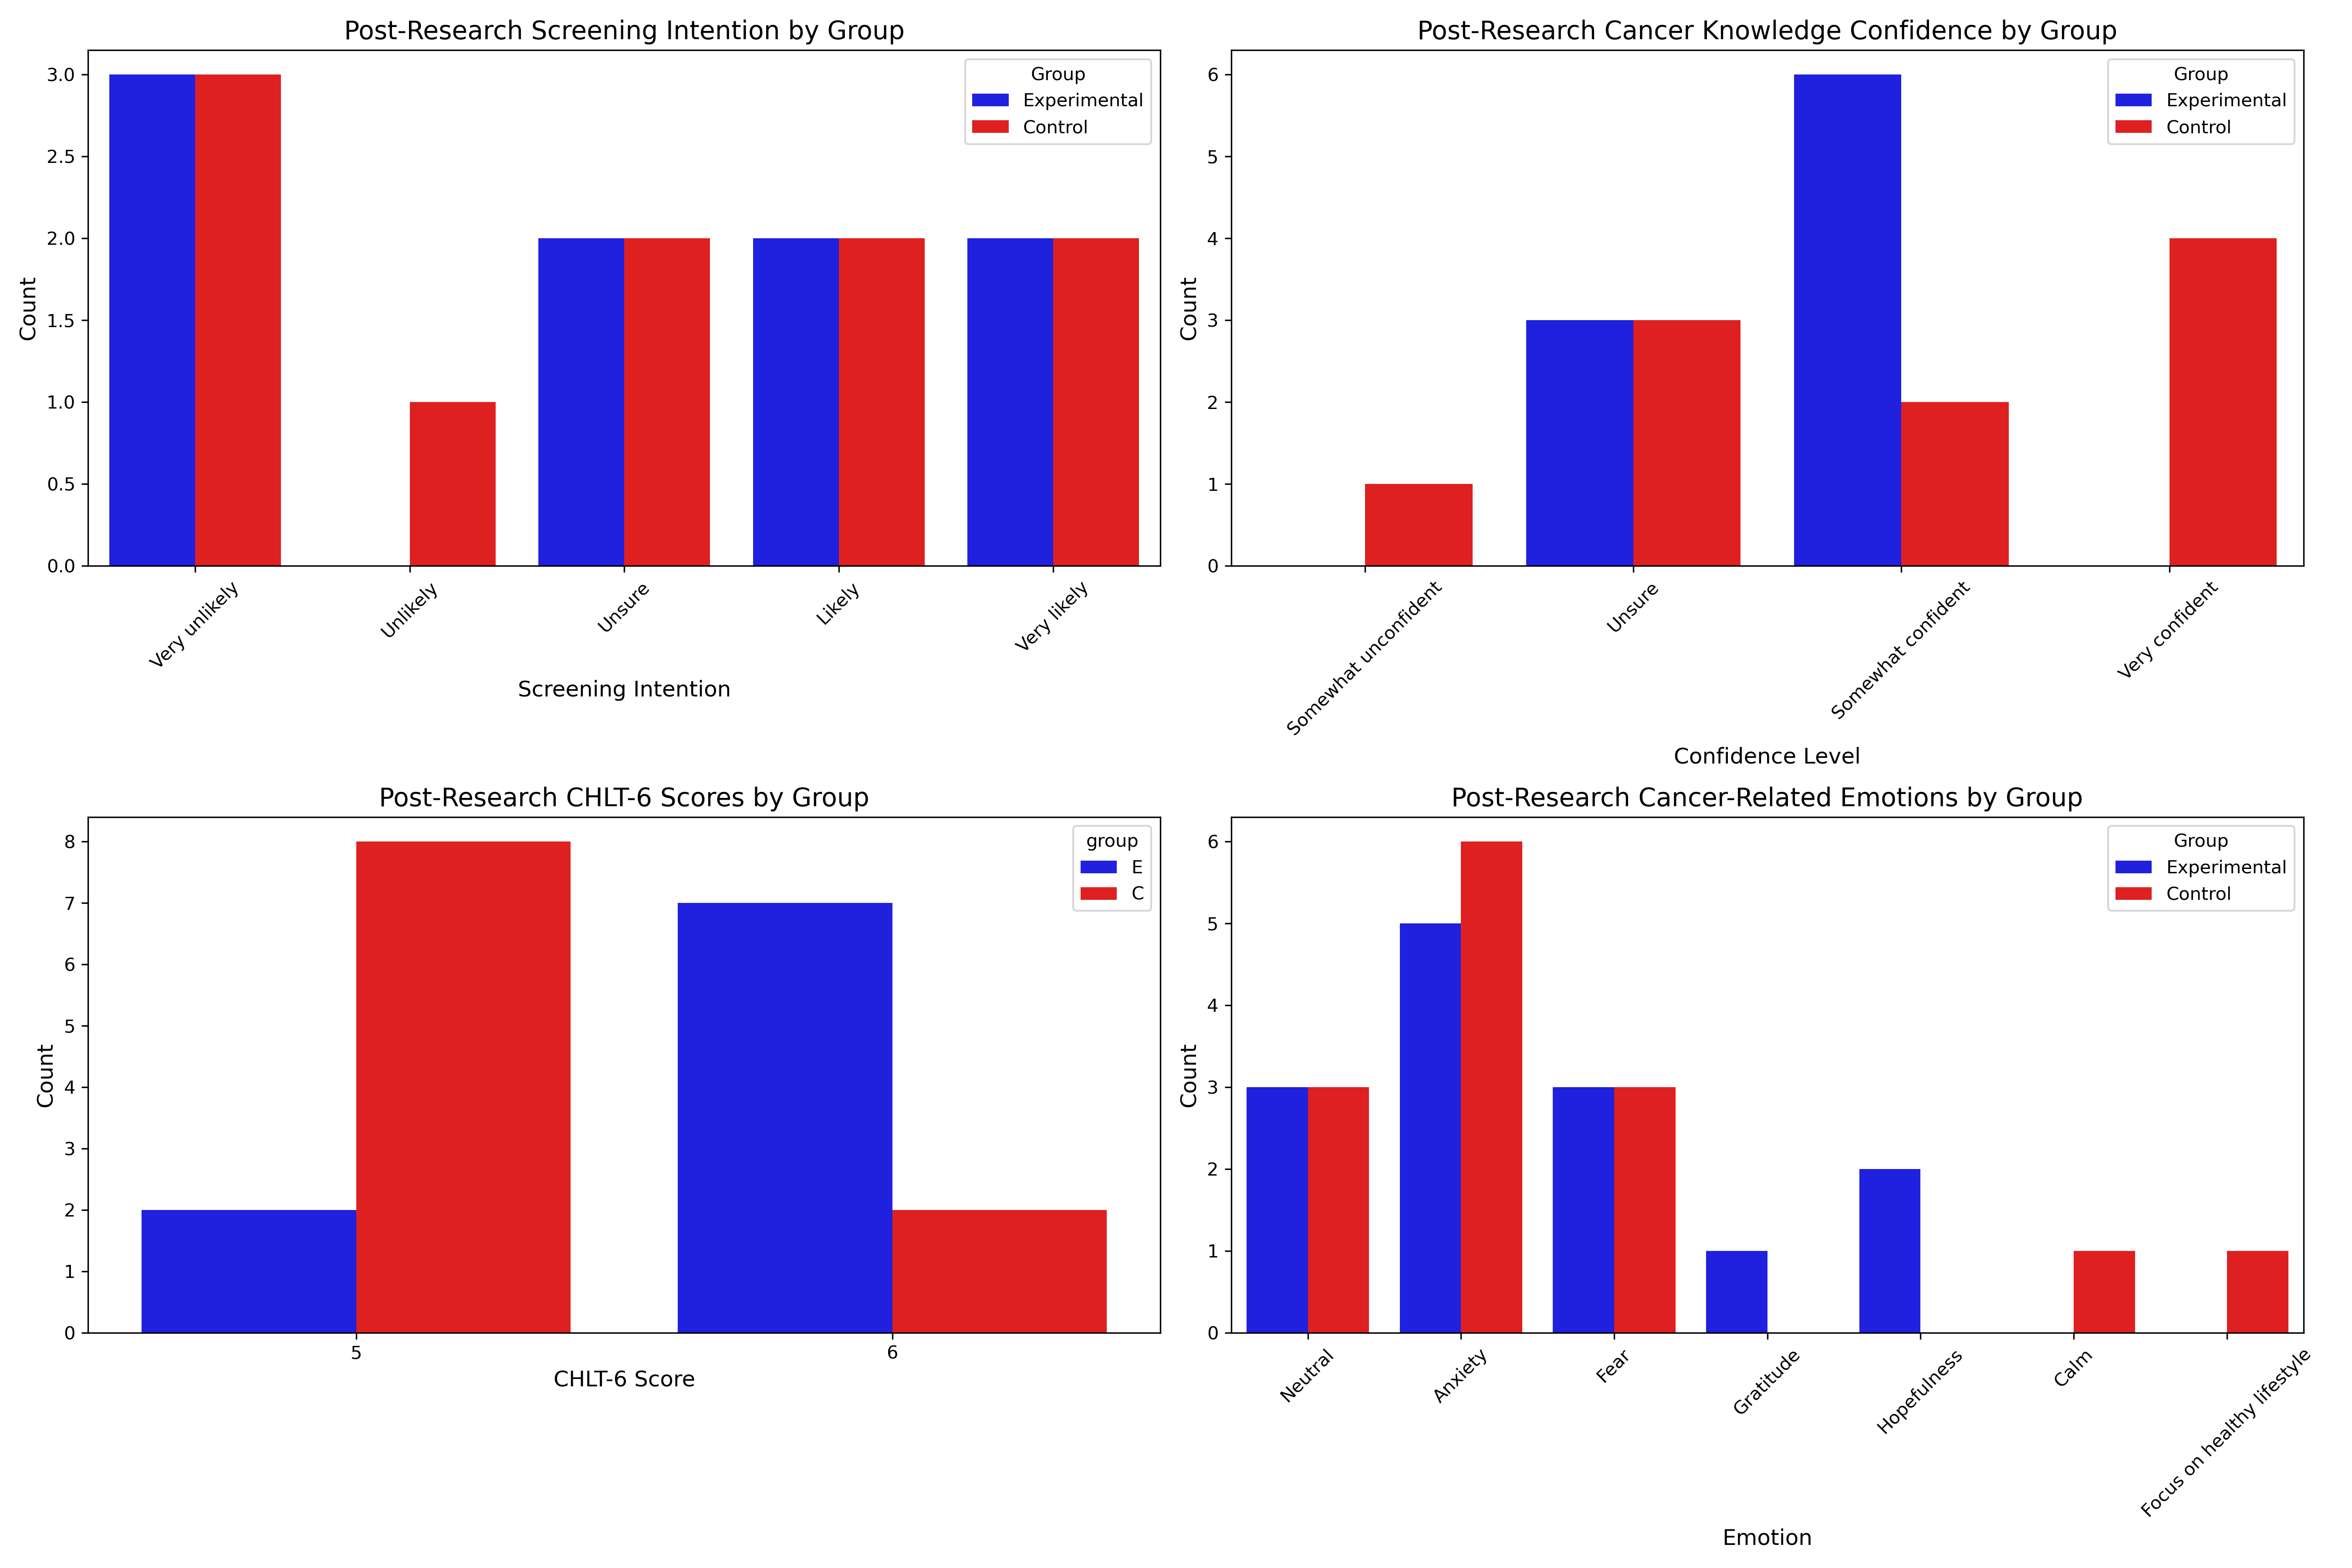 Post-Research Screening Intention by Group
Count
3.0
2.5
2.0
1.5
1.0
0.5
0.0
Group
Experimental
Control
Very unlikely
Unlikely
Unsure
Likely
Very likely
Screening Intention
Post-Research Cancer Knowledge Confidence by Group
Count
6
5
4
3
2
1
0
Group
Experimental
Control
Somewhat unconfident
Unsure
Somewhat confident
Very confident
Confidence Level
Post-Research CHLT-6 Scores by Group
Count
8
7
6
5
4
3
2
1
0
group
E
C
5
6
CHLT-6 Score
Post-Research Cancer-Related Emotions by Group
Count
6
5
4
3
2
1
0
Group
Experimental
Control
Neutral
Anxiety
Fear
Gratitude
Hopefulness
Calm
Focus on healthy lifestyle
Emotion